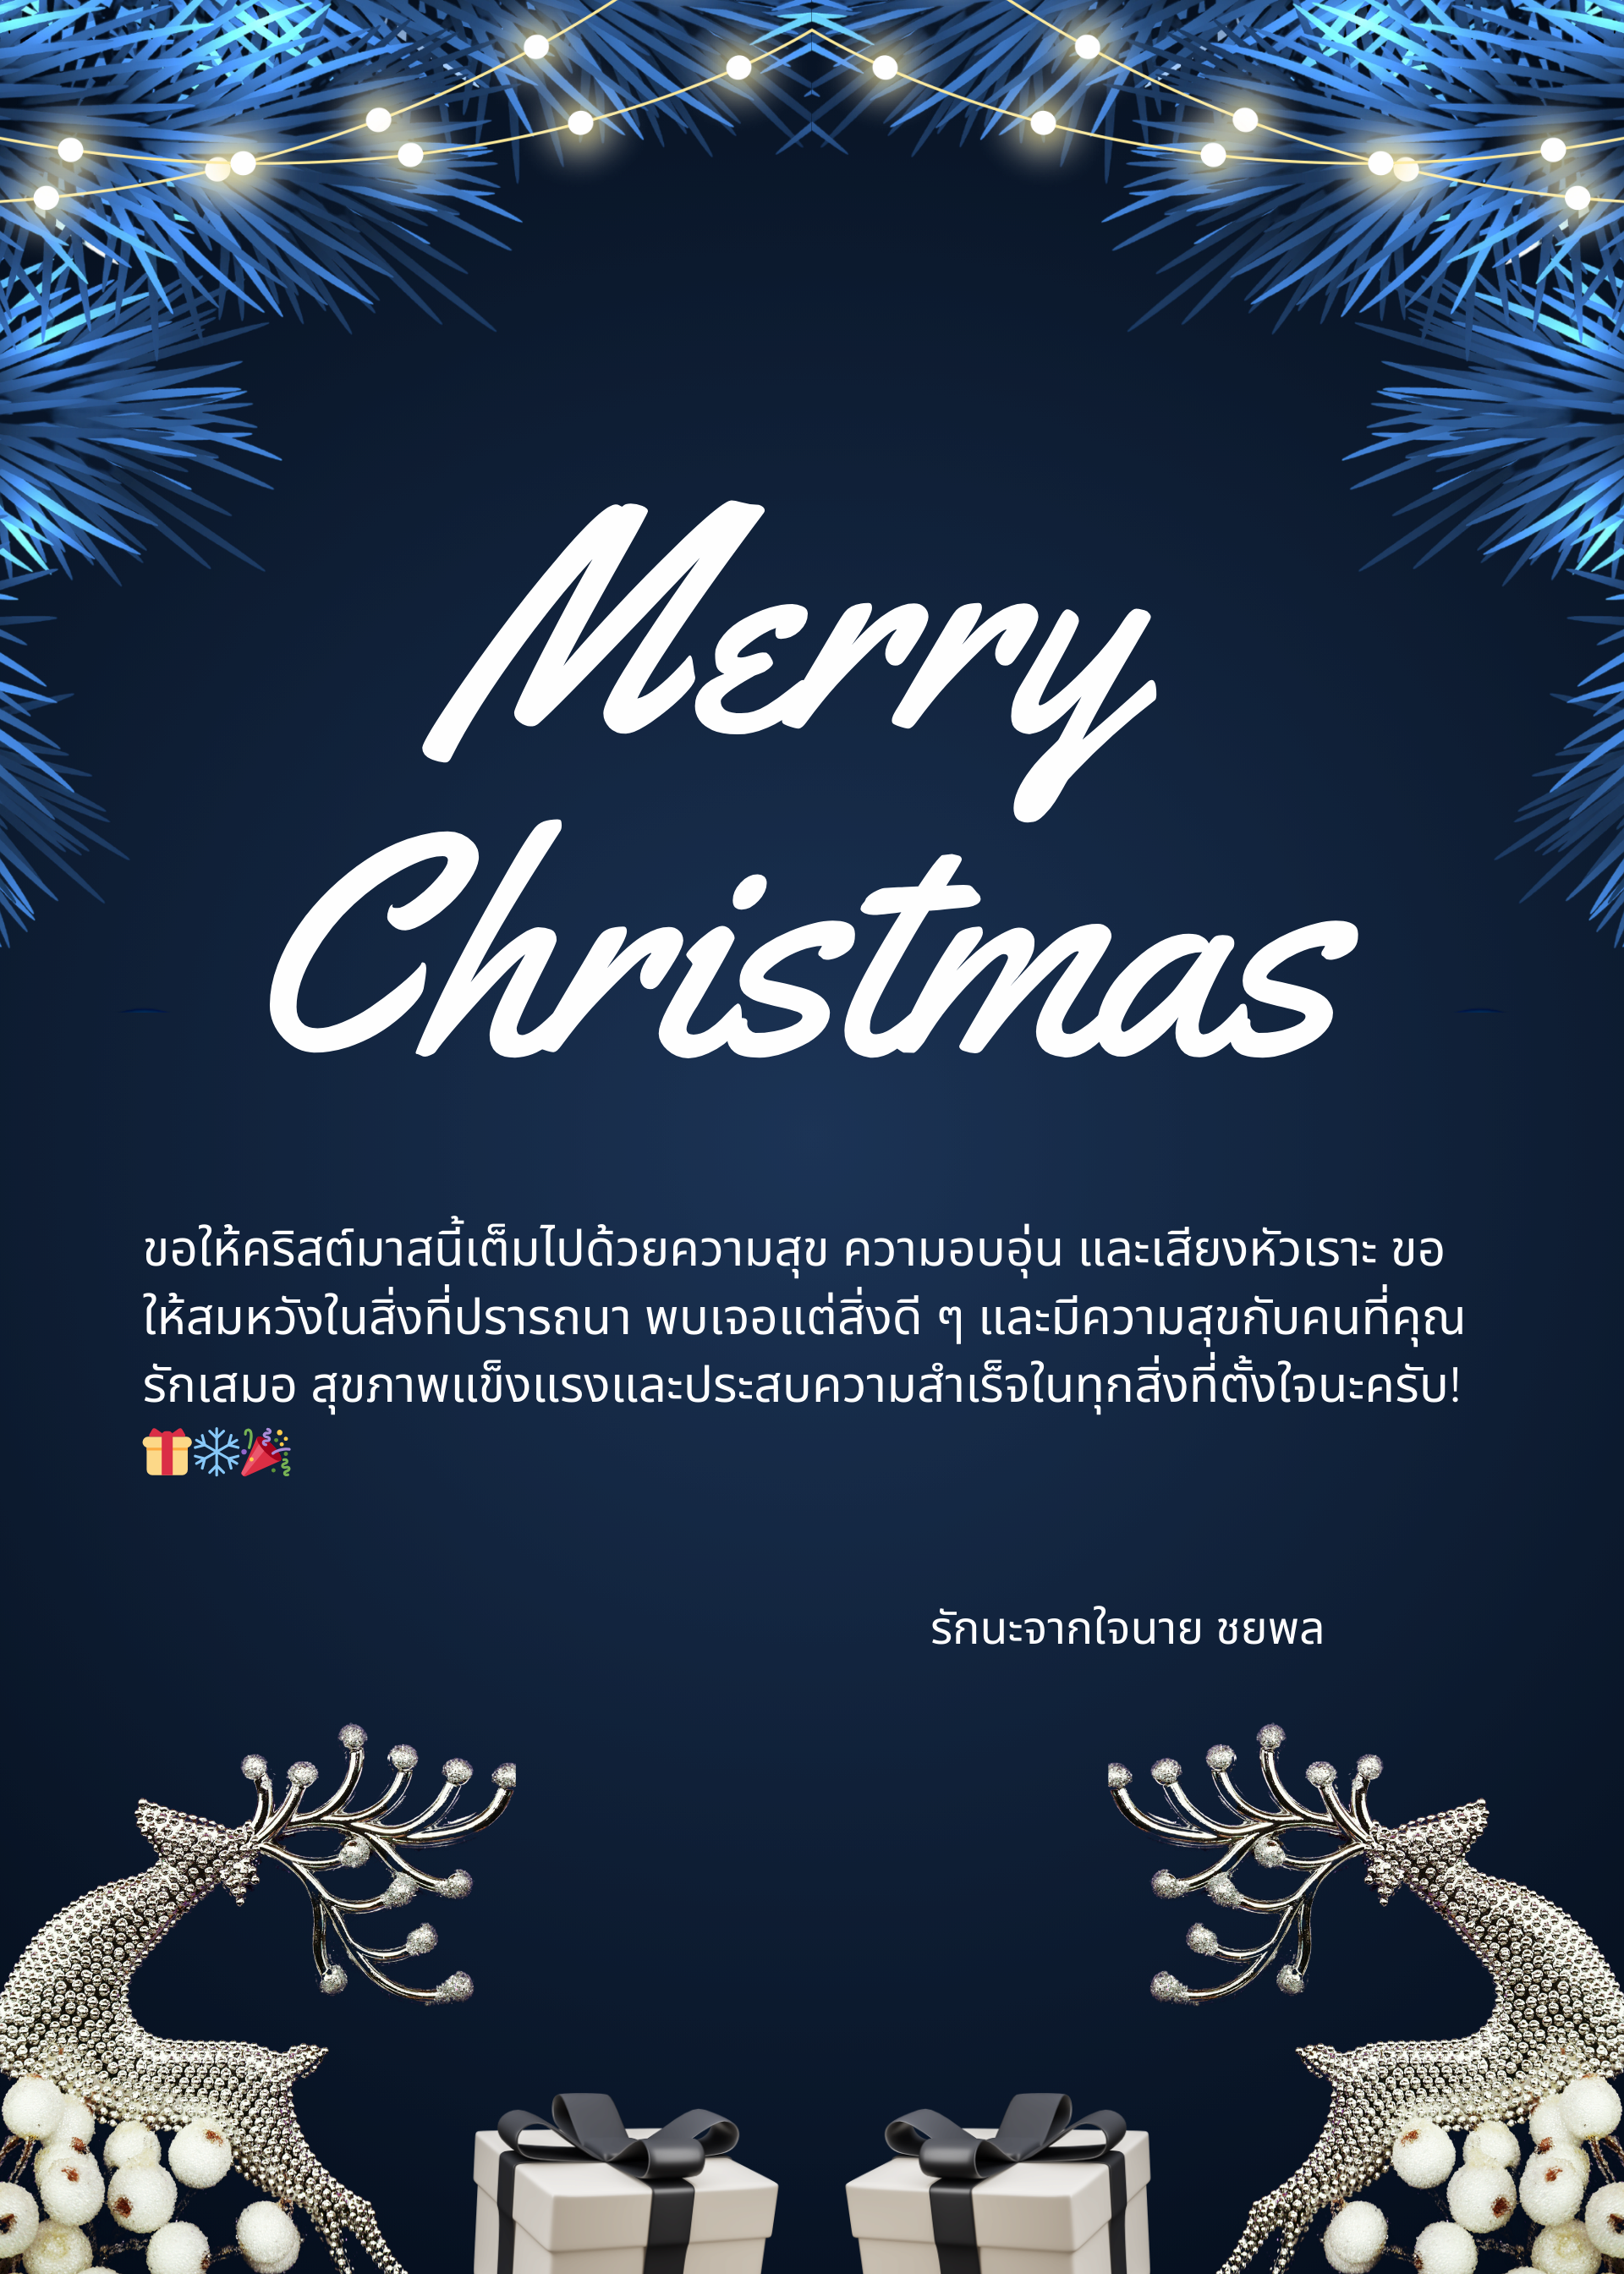 Merry
Christmas
ขอให้คริสต์มาสนี้เต็มไปด้วยความสุข ความอบอุ่น และเสียงหัวเราะ ขอ
ให้สมหวังในสิ่งที่ปรารถนา พบเจอแต่สิ่งดี ๆ และมีความสุขกับคนที่คุณ
รักเสมอ สุขภาพแข็งแรงและประสบความสำเร็จในทุกสิ่งที่ตั้งใจนะครับ!
🎁❄️🎉
รักนะจากใจนาย ชยพล